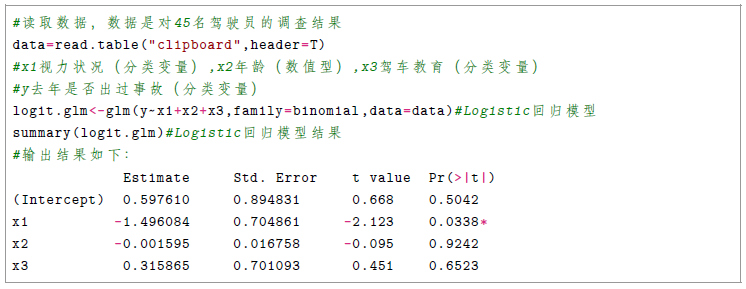 #读取数据, 数据是对45名驾驶员的调查结果
data=read.table("clipboard",header=T)
#x1视力状况 (分类变量) ,x2年龄 (数值型) ,x3驾车教育 (分类变量)
#y去年是否出过事故 (分类变量)
logit.glm<-glm(y~x1+x2+x3,family=binomial,data=data)#Logistic回归模型
summary(logit.glm)#Logistic回归模型结果
#输出结果如下:
Estimate Std. Error t value Pr(>|t|)
(Intercept) 0.597610 0.894831 0.668 0.5042
x1 -1.496084 0.704861 -2.123 0.0338*
x2 -0.001595 0.016758 -0.095 0.9242
x3 0.315865 0.701093 0.451 0.6523